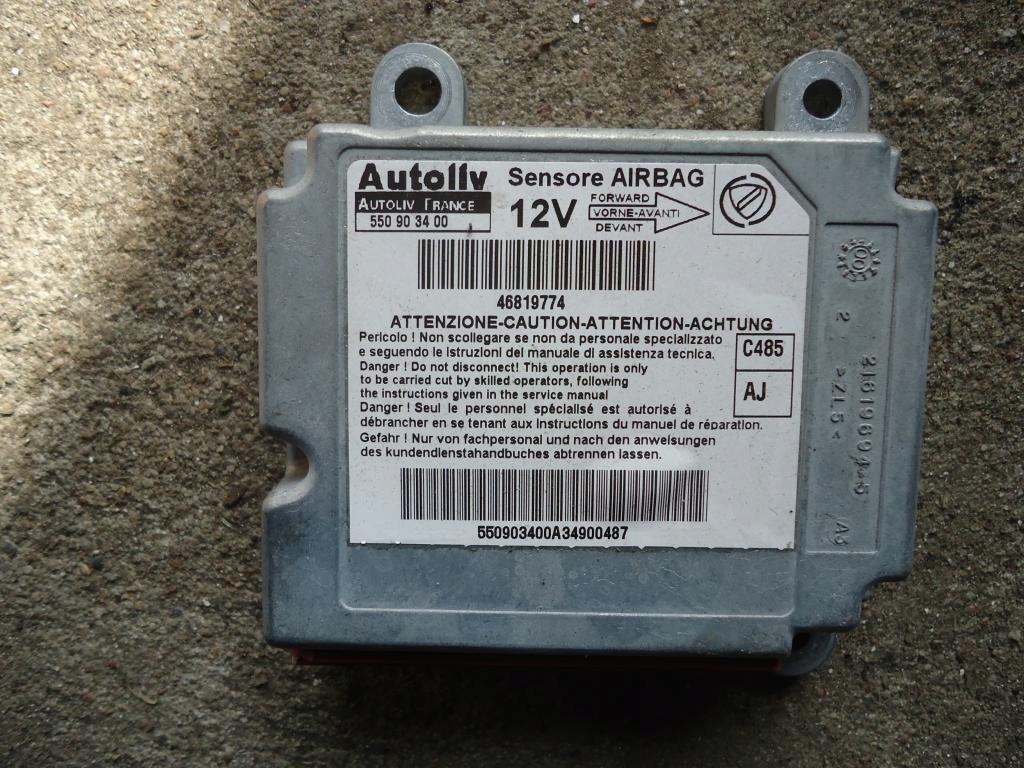 Autoliv Sensore AIRBAG
AUTOLIV FRANCE
550 90 34 00
12V
FORWARD
VORNE-AVANTI
DEVANT
46819774
ATTENZIONE-CAUTION-ATTENTION-ACHTUNG
Pericolo ! Non scollegare se non da personale specializzato
e seguendo le istruzioni del manuale di assistenza tecnica.
Danger ! Do not disconnect! This operation is only
to be carried cut by skilled operators, following
the instructions given in the service manual
Danger ! Seul le personnel spécialisé est autorisé à
débrancher en se tenant aux Instructions du manuel de réparation.
Gefahr ! Nur von fachpersonal und nach den anweisungen
des kundendienstahandbuches abtrennen lassen.
C485
AJ
550903400A34900487
2
>ZL5<
A3